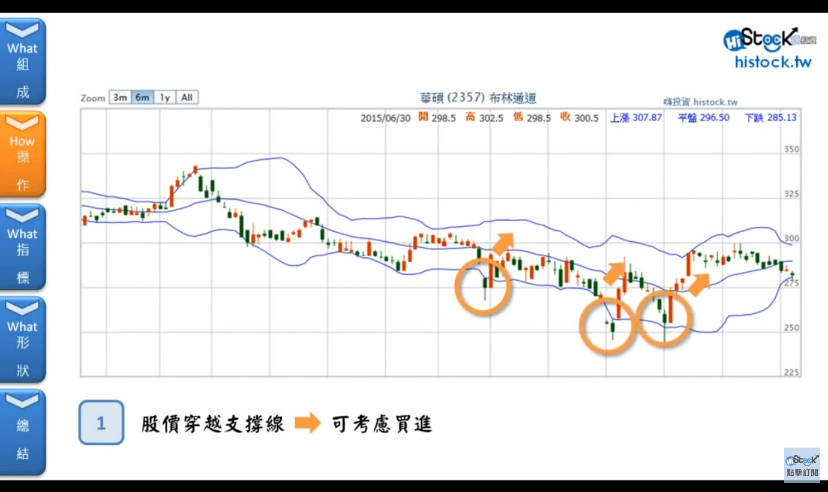 What
組
成
How
操
作
What
指
標
What
形
狀
總
結
HiStock
histock.tw
Zoom 3m 6m 1y All
華碩 (2357) 布林通道
嗨投資 histock.tw
2015/06/30 開 298.5 高 302.5 低 298.5 收 300.5 上漲 307.87 平盤 296.50 下跌 285.13
350
325
300
275
250
225
1 股價穿越支撐線 可考慮買進
HiStock
點擊訂閱